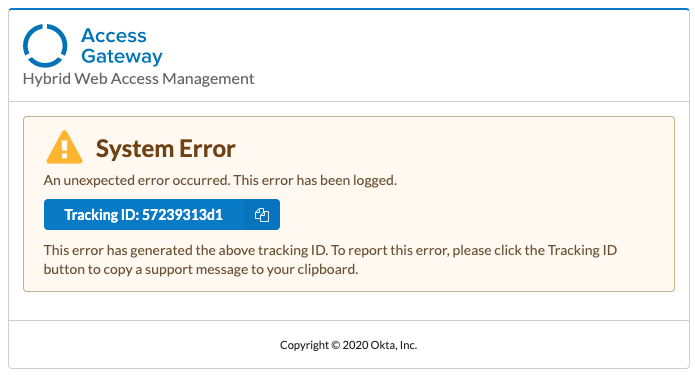 Access
Gateway
Hybrid Web Access Management
System Error
An unexpected error occurred. This error has been logged.
Tracking ID: 57239313d1
This error has generated the above tracking ID. To report this error, please click the Tracking ID
button to copy a support message to your clipboard.
Copyright © 2020 Okta, Inc.